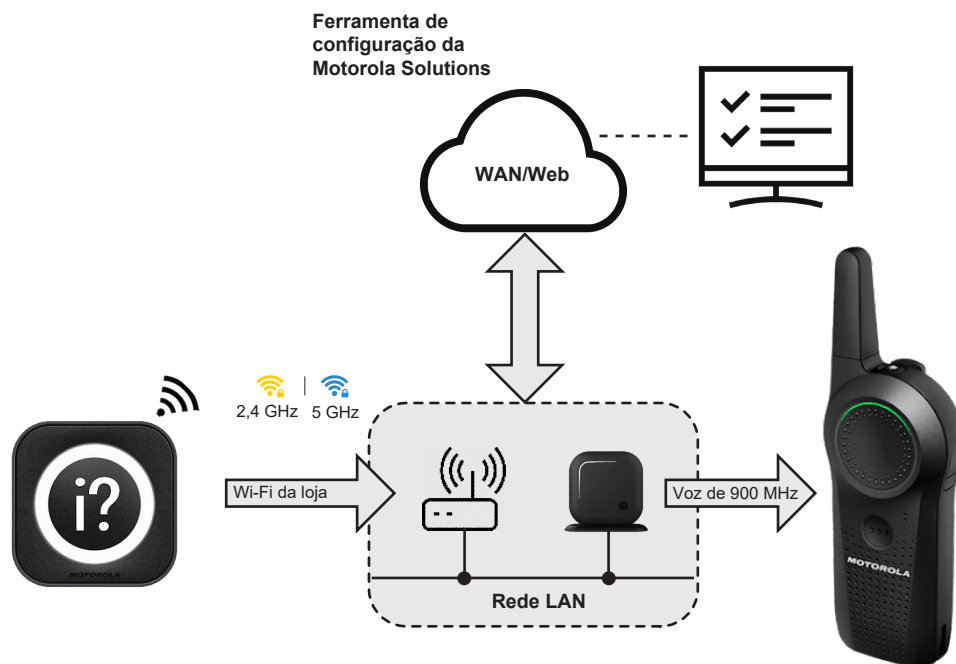 Ferramenta de
configuração da
Motorola Solutions
WAN/Web
2,4 GHz
5 GHz
i?
MOTOROLA
Wi-Fi da loja
Voz de 900 MHz
MOTOROLA
Rede LAN